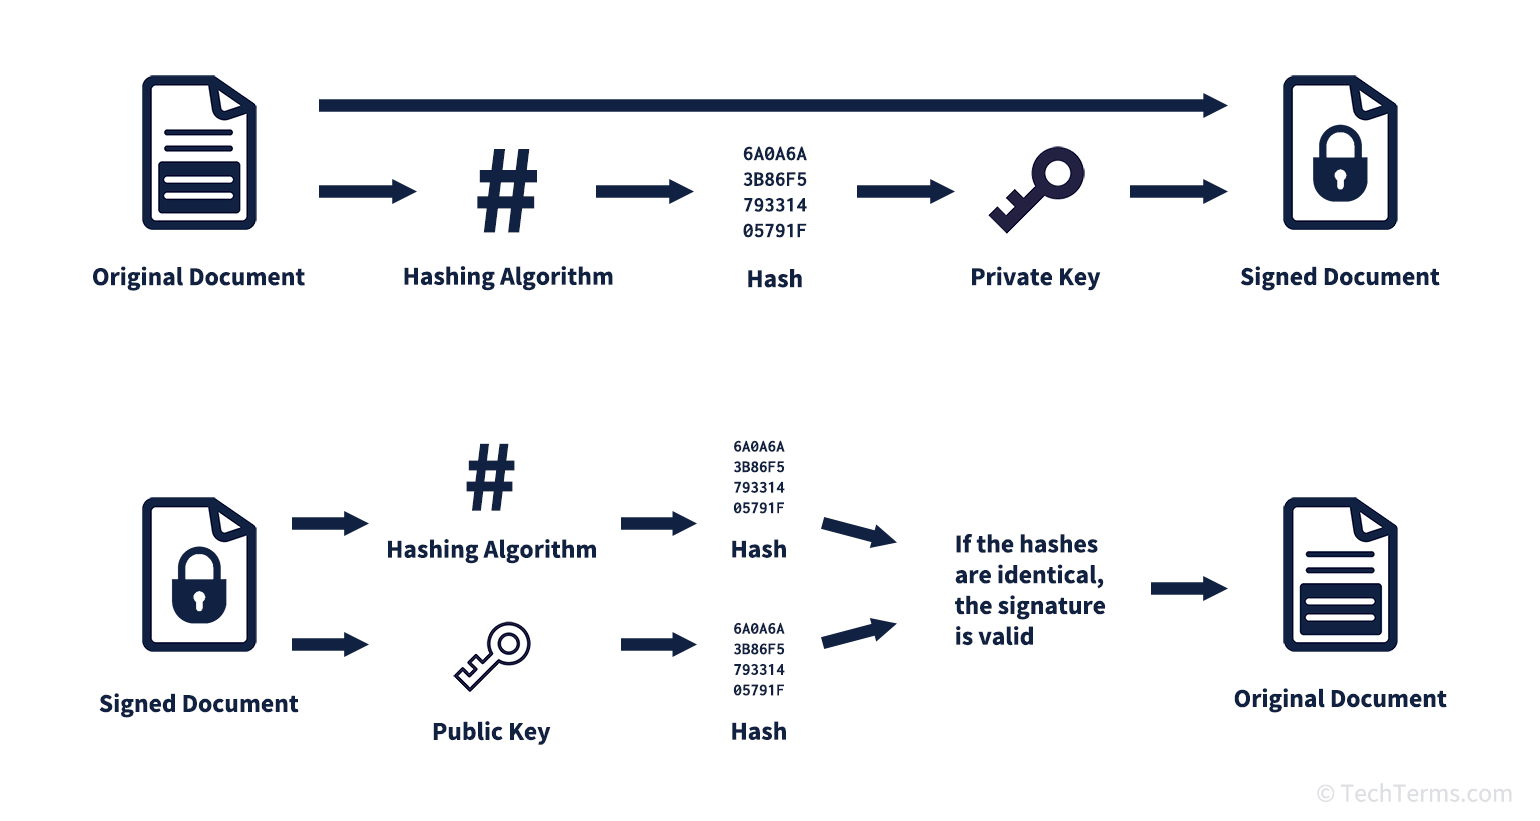 6A0A6A
3B86F5
793314
05791F
Original Document
Hashing Algorithm
Hash
Private Key
Signed Document
6A0A6A
3B86F5
793314
05791F
Hashing Algorithm
Hash
If the hashes
are identical,
the signature
is valid
6A0A6A
3B86F5
793314
05791F
Signed Document
Public Key
Hash
Original Document
© TechTerms.com